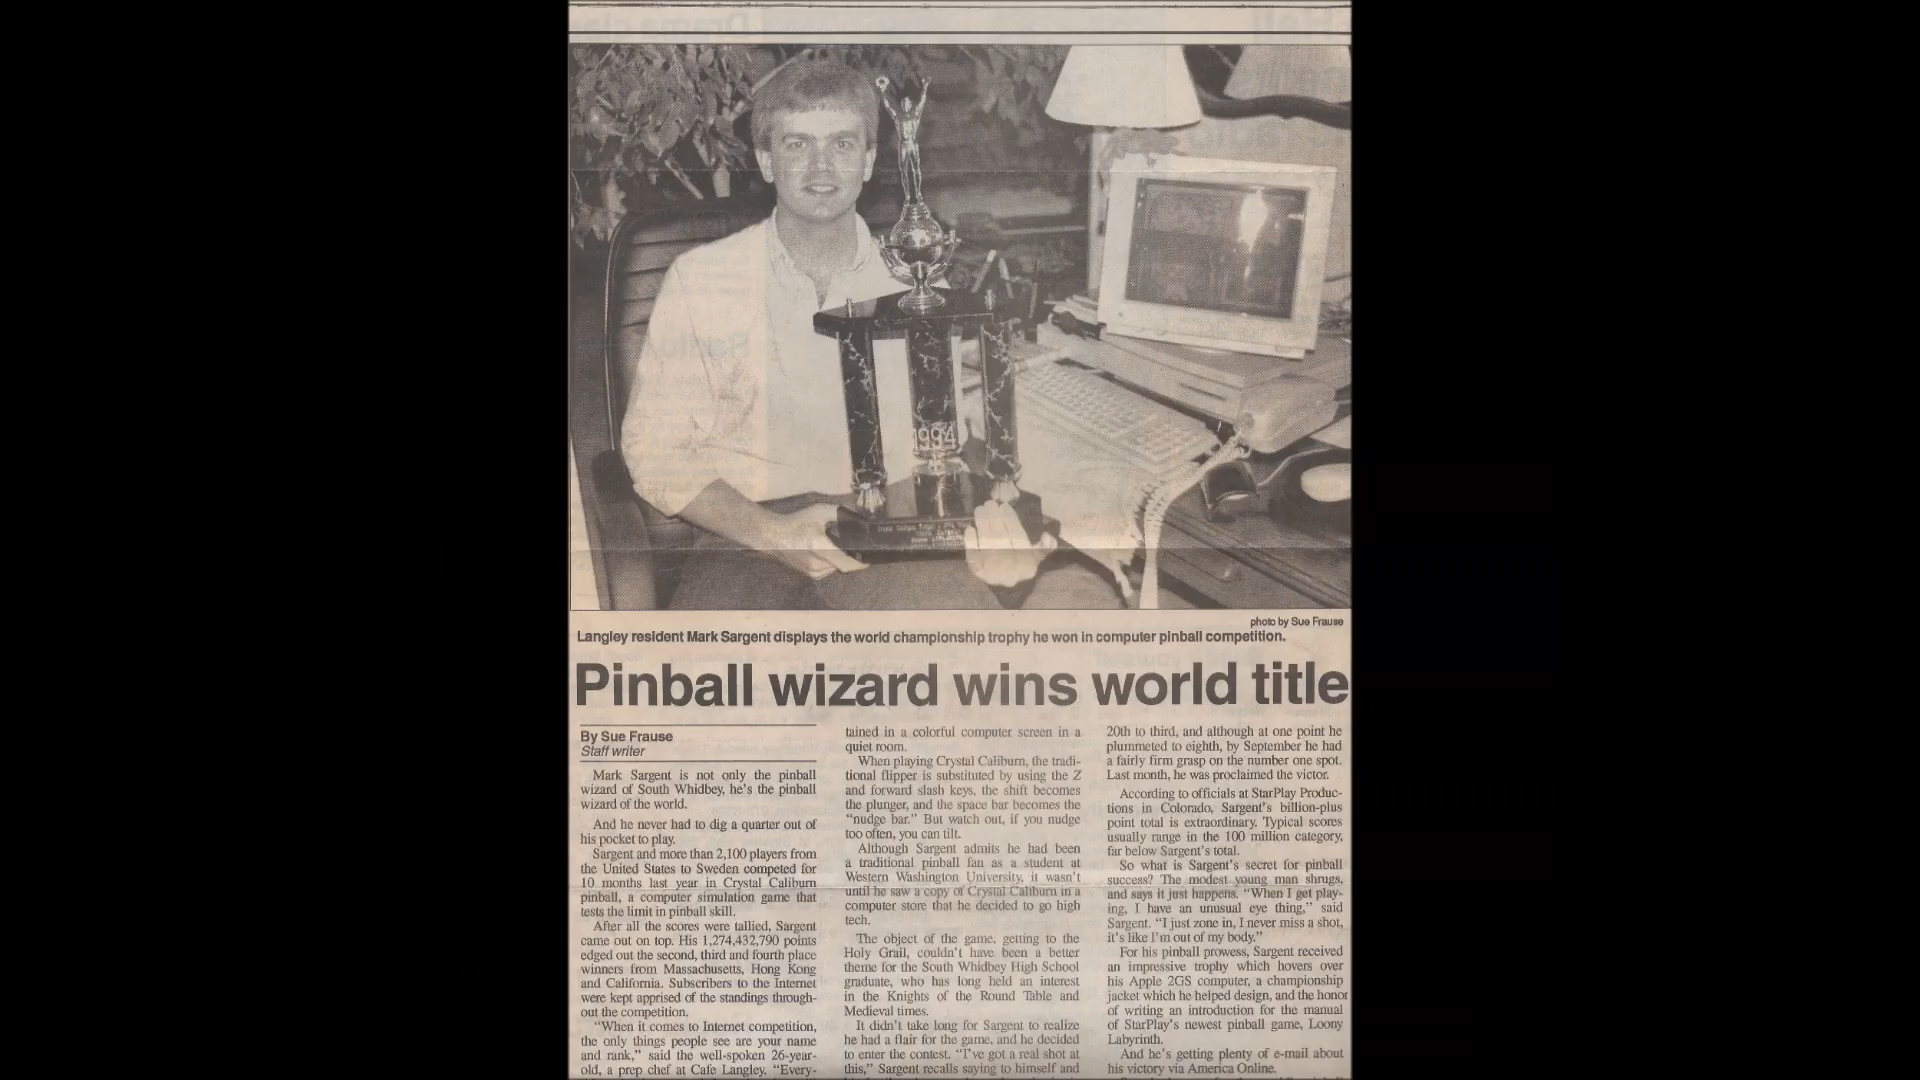 1994
photo by Sue Frause
Langley resident Mark Sargent displays the world championship trophy he won in computer pinball competition.
Pinball wizard wins world title
By Sue Frause
Staff writer
Mark Sargent is not only the pinball
wizard of South Whidbey, he's the pinball
wizard of the world.
And he never had to dig a quarter out of
his pocket to play.
Sargent and more than 2,100 players from
the United States to Sweden competed for
10 months last year in Crystal Caliburn
pinball, a computer simulation game that
tests the limit in pinball skill.
After all the scores were tallied, Sargent
came out on top. His 1,274,432,790 points
edged out the second, third and fourth place
winners from Massachusetts, Hong Kong
and California. Subscribers to the Internet
were kept apprised of the standings through-
out the competition.
"When it comes to Internet competition,
the only things people see are your name
and rank," said the well-spoken 26-year-
old, a prep chef at Cafe Langley. "Every-
tained in a colorful computer screen in a
quiet room.
When playing Crystal Caliburn, the tradi-
tional flipper is substituted by using the Z
and forward slash keys, the shift becomes
the plunger, and the space bar becomes the
"nudge bar." But watch out, if you nudge
too often, you can tilt.
Although Sargent admits he had been
a traditional pinball fan as a student at
Western Washington University, it wasn't
until he saw a copy of Crystal Caliburn in a
computer store that he decided to go high
tech.
The object of the game, getting to the
Holy Grail, couldn't have been a better
theme for the South Whidbey High School
graduate, who has long held an interest
in the Knights of the Round Table and
Medieval times.
It didn't take long for Sargent to realize
he had a flair for the game, and he decided
to enter the contest. "I've got a real shot at
this," Sargent recalls saying to himself and
20th to third, and although at one point he
plummeted to eighth, by September he had
a fairly firm grasp on the number one spot.
Last month, he was proclaimed the victor.
According to officials at StarPlay Produc-
tions in Colorado, Sargent's billion-plus
point total is extraordinary. Typical scores
usually range in the 100 million category,
far below Sargent's total.
So what is Sargent's secret for pinball
success? The modest young man shrugs,
and says it just happens. "When I get play-
ing, I have an unusual eye thing," said
Sargent. "I just zone in, I never miss a shot,
it's like I'm out of my body."
For his pinball prowess, Sargent received
an impressive trophy which hovers over
his Apple 2GS computer, a championship
jacket which he helped design, and the honor
of writing an introduction for the manual
of StarPlay's newest pinball game, Loony
Labyrinth.
And he's getting plenty of e-mail about
his victory via America Online.